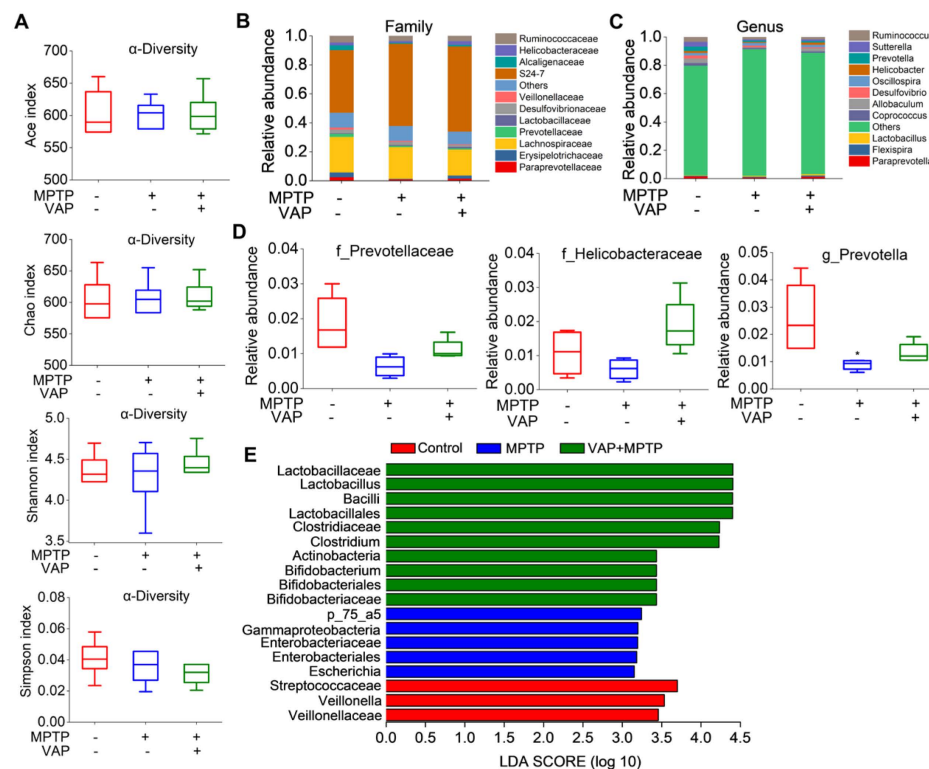 A
α-Diversity
700
650
600
550
500
Ace index
MPTP - + +
VAP - - +
α-Diversity
700
650
600
550
500
Chao index
MPTP - + +
VAP - - +
α-Diversity
5.0
4.5
4.0
3.5
Shannon index
MPTP - + +
VAP - - +
α-Diversity
0.08
0.06
0.04
0.02
0.00
Simpson index
MPTP - + +
VAP - - +
B
Family
1.0
0.8
0.6
0.4
0.2
0.0
Relative abundance
MPTP - + +
VAP - - +
Ruminococcaceae
Helicobacteraceae
Alcaligenaceae
S24-7
Others
Veillonellaceae
Desulfovibrionaceae
Lactobacillaceae
Prevotellaceae
Lachnospiraceae
Erysipelotrichaceae
Paraprevotellaceae
C
Genus
1.0
0.8
0.6
0.4
0.2
0.0
Relative abundance
MPTP - + +
VAP - - +
Ruminococcu
Sutterella
Prevotella
Helicobacter
Oscillospira
Desulfovibrio
Allobaculum
Coprococcus
Others
Lactobacillus
Flexispira
Paraprevotella
D
f_Prevotellaceae
0.04
0.03
0.02
0.01
0.00
Relative abundance
MPTP - + +
VAP - - +
f_Helicobacteraceae
0.04
0.03
0.02
0.01
0.00
Relative abundance
MPTP - + +
VAP - - +
g_Prevotella
0.05
0.04
0.03
0.02
0.01
0.00
Relative abundance
*
MPTP - + +
VAP - - +
E
Control MPTP VAP+MPTP
Lactobacillaceae
Lactobacillus
Bacilli
Lactobacillales
Clostridiaceae
Clostridium
Actinobacteria
Bifidobacterium
Bifidobacteriales
Bifidobacteriaceae
p_75_a5
Gammaproteobacteria
Enterobacteriaceae
Enterobacteriales
Escherichia
Streptococcaceae
Veillonella
Veillonellaceae
0.0 0.5 1.0 1.5 2.0 2.5 3.0 3.5 4.0 4.5
LDA SCORE (log 10)